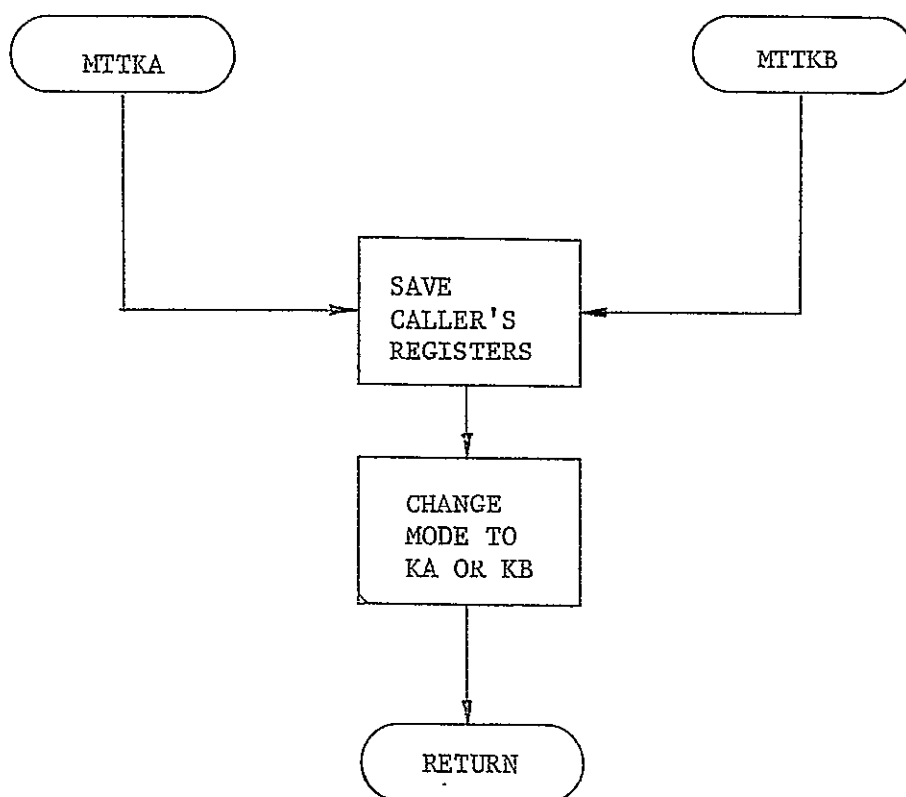 MTTKA
MTTKB
SAVE
CALLER'S
REGISTERS
CHANGE
MODE TO
KA OR KB
RETURN